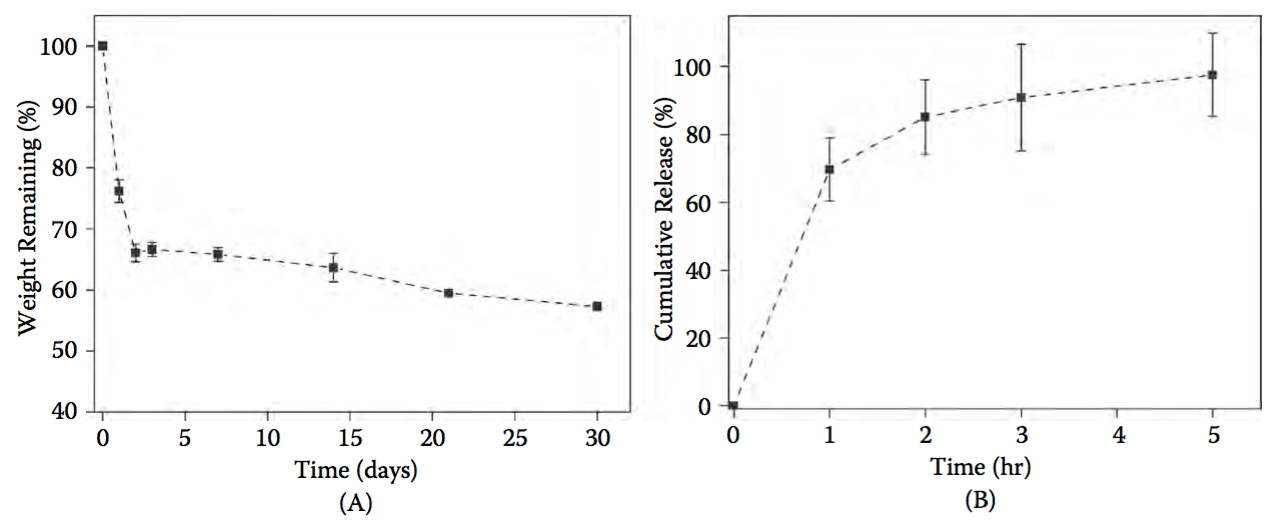 100
90
80
70
60
50
40
Weight Remaining (%)
0 5 10 15 20 25 30
Time (days)
(A)
100
80
60
40
20
0
Cumulative Release (%)
0 1 2 3 4 5
Time (hr)
(B)